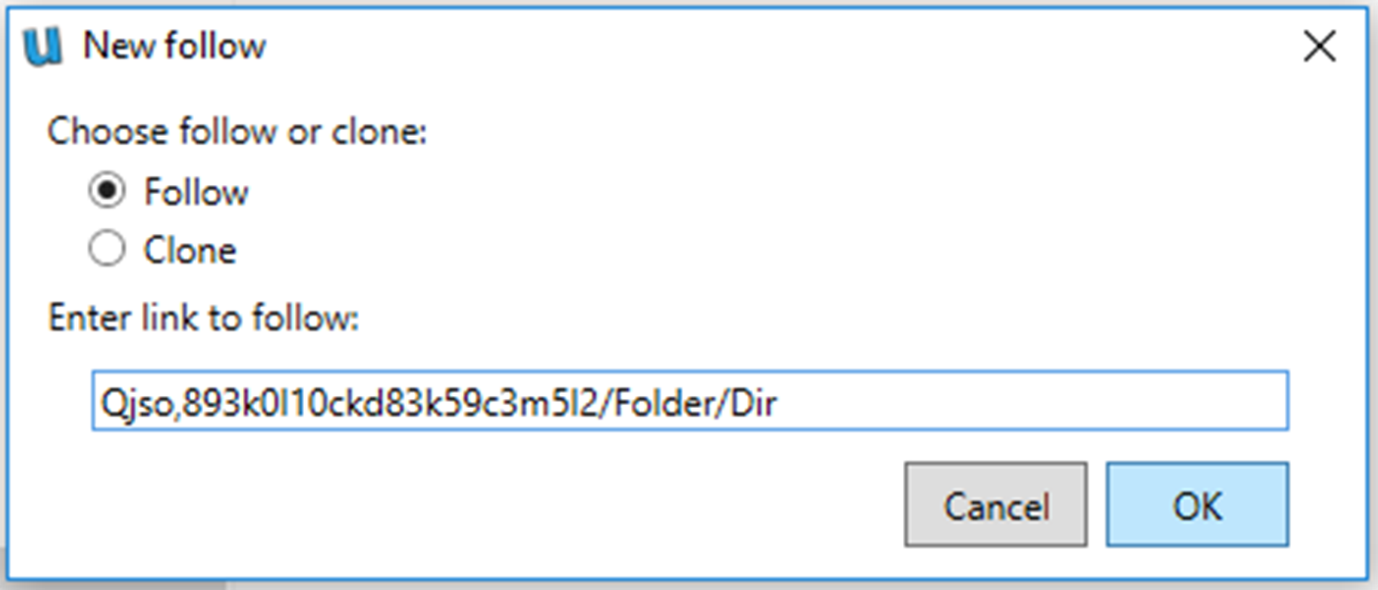 New follow
Choose follow or clone:
Follow
Clone
Enter link to follow:
Qjso,893k0l10ckd83k59c3m5l2/Folder/Dir
Cancel OK